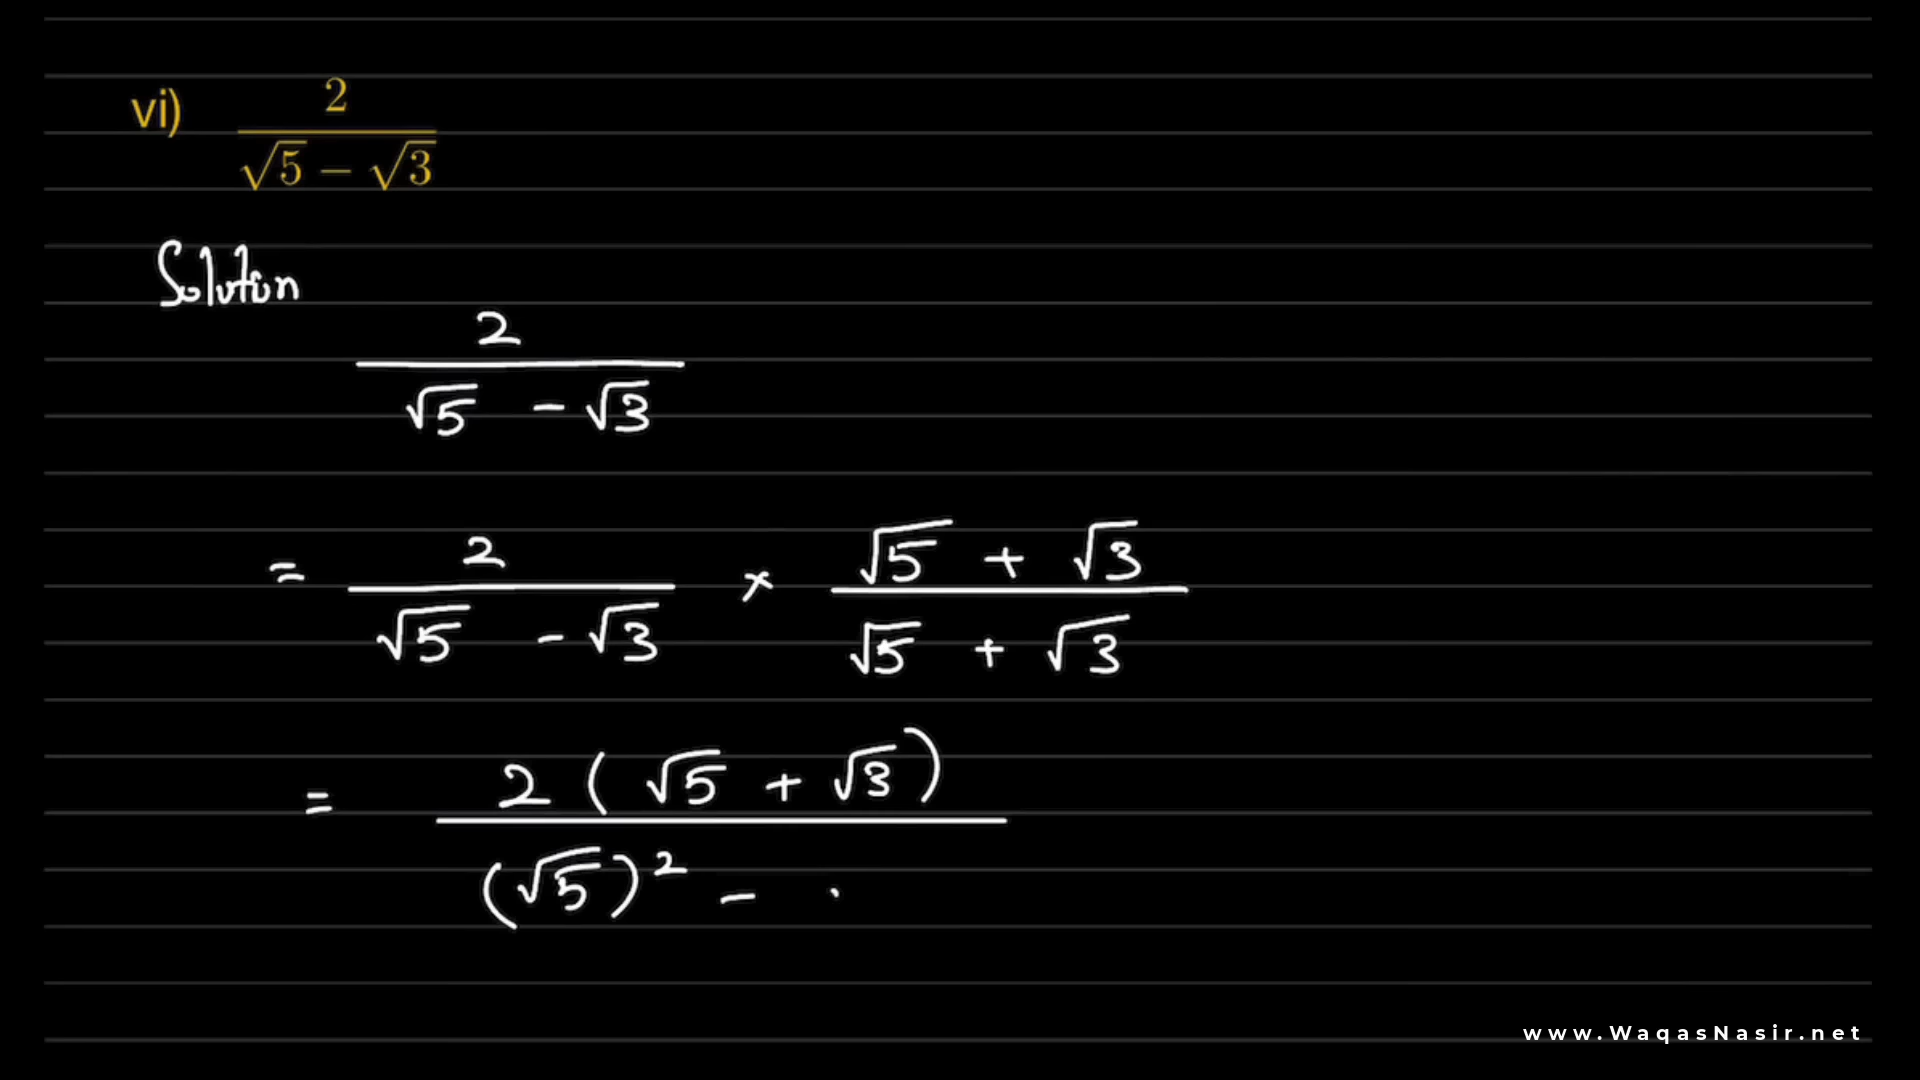 vi) 2 / (√5 − √3)
Solution
2 / (√5 − √3)
= 2 / (√5 − √3) × (√5 + √3) / (√5 + √3)
= 2(√5 + √3) / (√5)² −
www.WaqasNasir.net